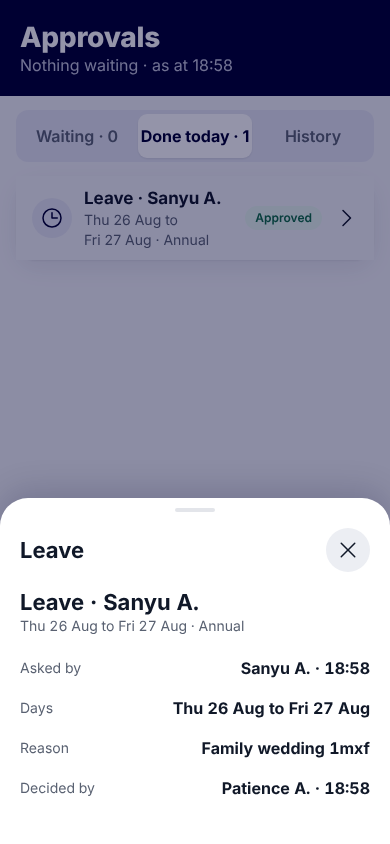 Approvals
Nothing waiting · as at 18:58
Waiting · 0
Done today · 1
History
Leave · Sanyu A.
Thu 26 Aug to
Fri 27 Aug · Annual
Approved
Leave
Leave · Sanyu A.
Thu 26 Aug to Fri 27 Aug · Annual
Asked by
Sanyu A. · 18:58
Days
Thu 26 Aug to Fri 27 Aug
Reason
Family wedding 1mxf
Decided by
Patience A. · 18:58